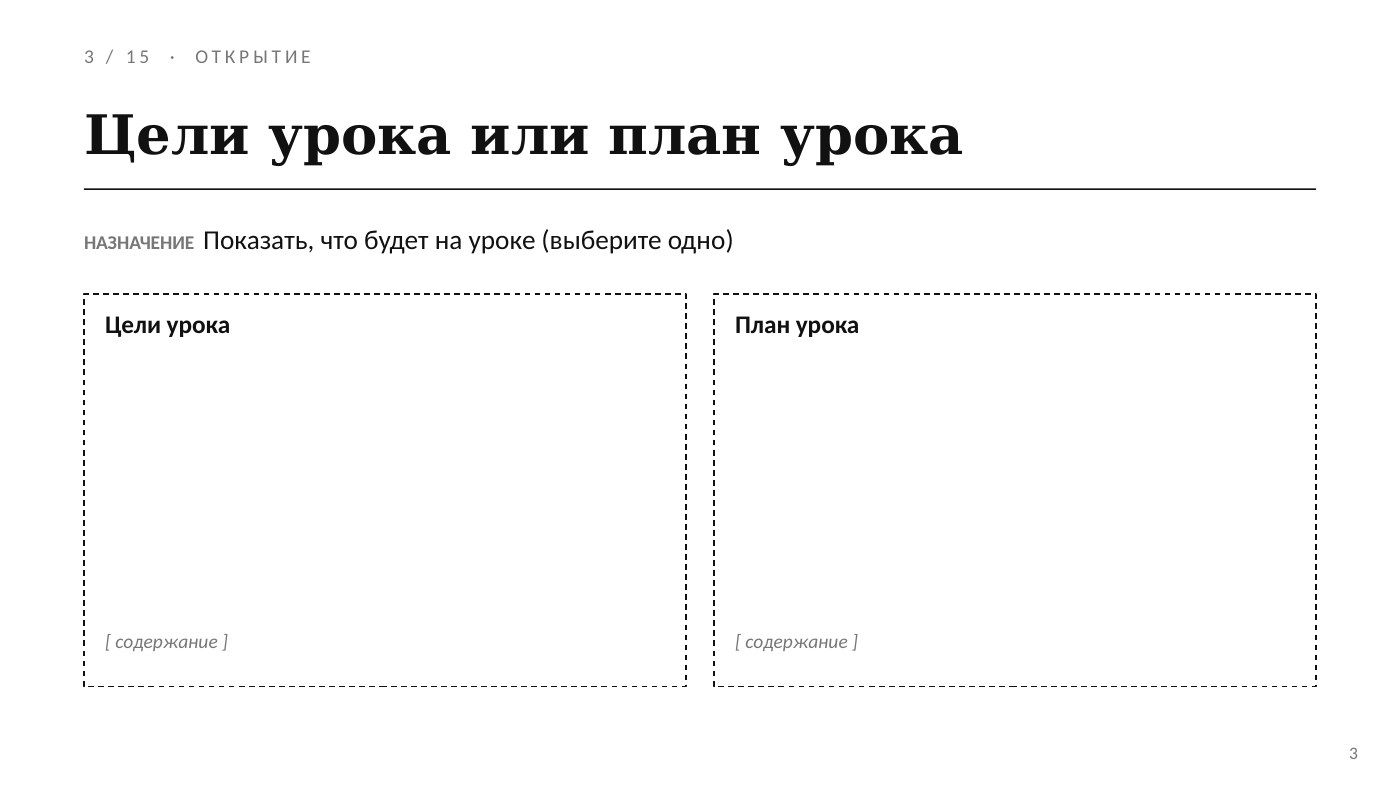 3 / 15 · ОТКРЫТИЕ
Цели урока или план урока
НАЗНАЧЕНИЕ Показать, что будет на уроке (выберите одно)
Цели урока
[ содержание ]
План урока
[ содержание ]
3